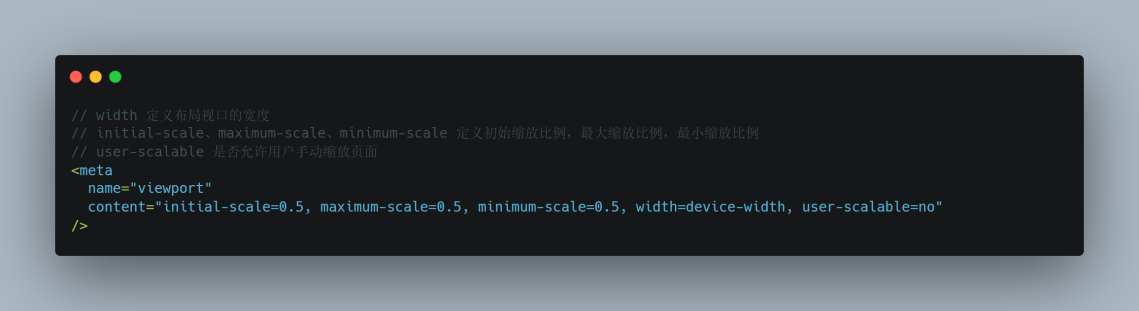 // width 定义布局视口的宽度
// initial-scale、maximum-scale、minimum-scale 定义初始缩放比例，最大缩放比例，最小缩放比例
// user-scalable 是否允许用户手动缩放页面
<meta
  name="viewport"
  content="initial-scale=0.5, maximum-scale=0.5, minimum-scale=0.5, width=device-width, user-scalable=no"
/>